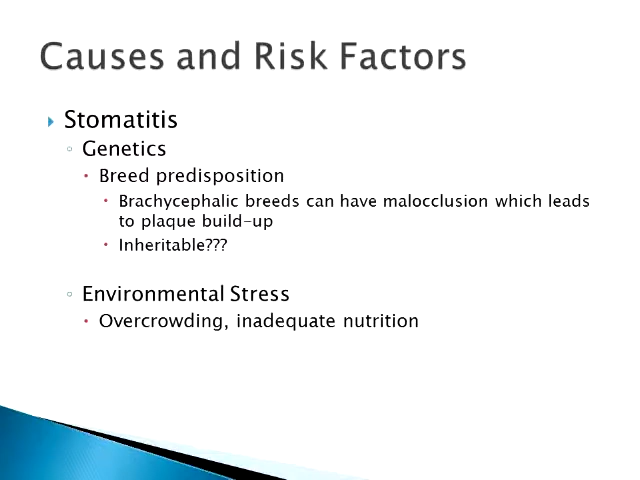 Causes and Risk Factors
Stomatitis
Genetics
Breed predisposition
Brachycephalic breeds can have malocclusion which leads
to plaque build-up
Inheritable???
Environmental Stress
Overcrowding, inadequate nutrition